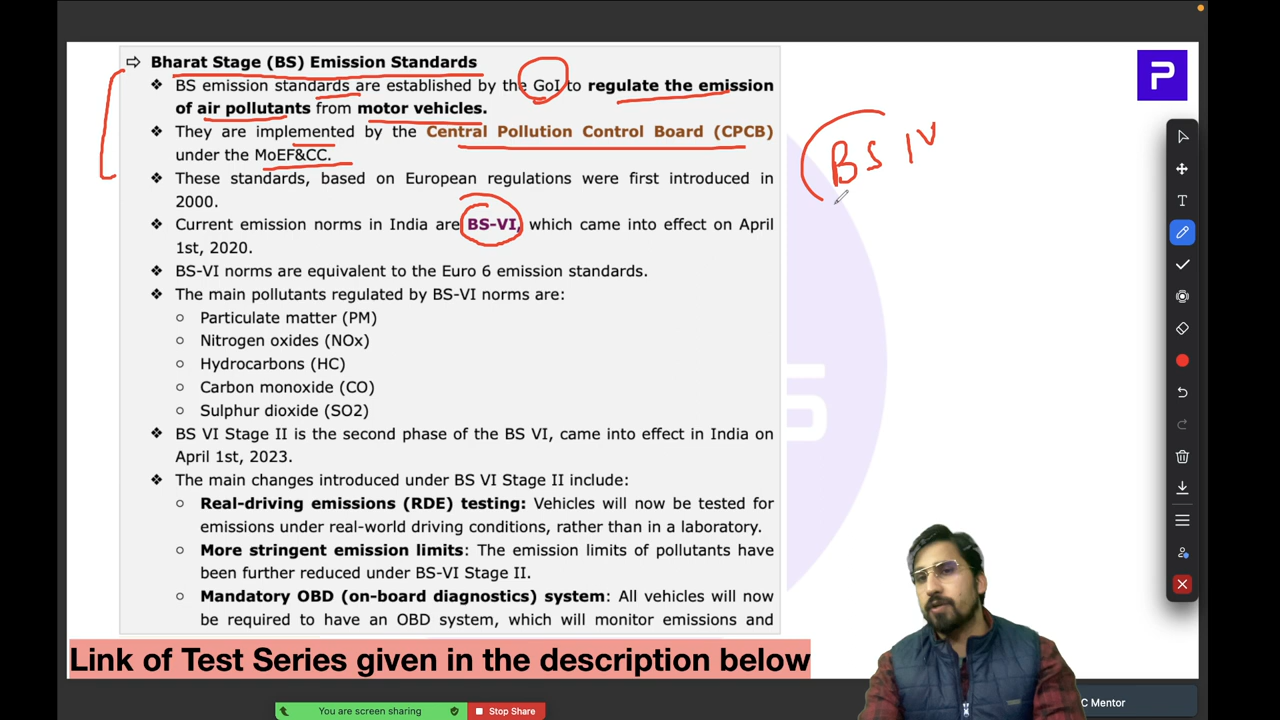 ⇨ Bharat Stage (BS) Emission Standards
❖ BS emission standards are established by the GoI to regulate the emission
of air pollutants from motor vehicles.
❖ They are implemented by the Central Pollution Control Board (CPCB)
under the MoEF&CC.
❖ These standards, based on European regulations were first introduced in
2000.
❖ Current emission norms in India are BS-VI, which came into effect on April
1st, 2020.
❖ BS-VI norms are equivalent to the Euro 6 emission standards.
❖ The main pollutants regulated by BS-VI norms are:
○ Particulate matter (PM)
○ Nitrogen oxides (NOx)
○ Hydrocarbons (HC)
○ Carbon monoxide (CO)
○ Sulphur dioxide (SO2)
❖ BS VI Stage II is the second phase of the BS VI, came into effect in India on
April 1st, 2023.
❖ The main changes introduced under BS VI Stage II include:
○ Real-driving emissions (RDE) testing: Vehicles will now be tested for
emissions under real-world driving conditions, rather than in a laboratory.
○ More stringent emission limits: The emission limits of pollutants have
been further reduced under BS-VI Stage II.
○ Mandatory OBD (on-board diagnostics) system: All vehicles will now
be required to have an OBD system, which will monitor emissions and
BS IV
P
S
T
Link of Test Series given in the description below
C Mentor
You are screen sharing
Stop Share